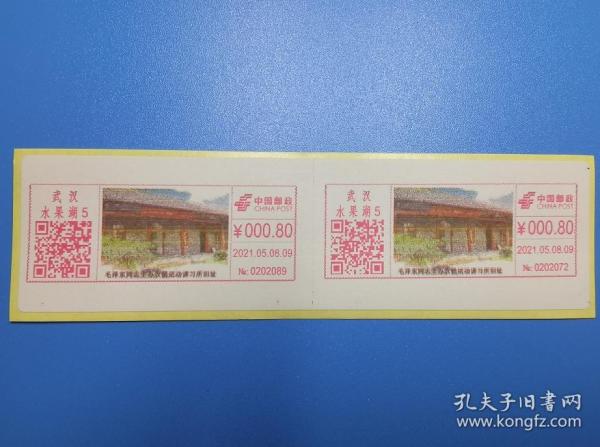 武汉
水果湖5
中国邮政
CHINA POST
¥000.80
2021.05.08.09
№: 0202089
毛泽东同志主办农民运动讲习所旧址
武汉
水果湖5
中国邮政
CHINA POST
¥000.80
2021.05.08.09
№: 0202072
毛泽东同志主办农民运动讲习所旧址
孔夫子旧书网
www.kongfz.com